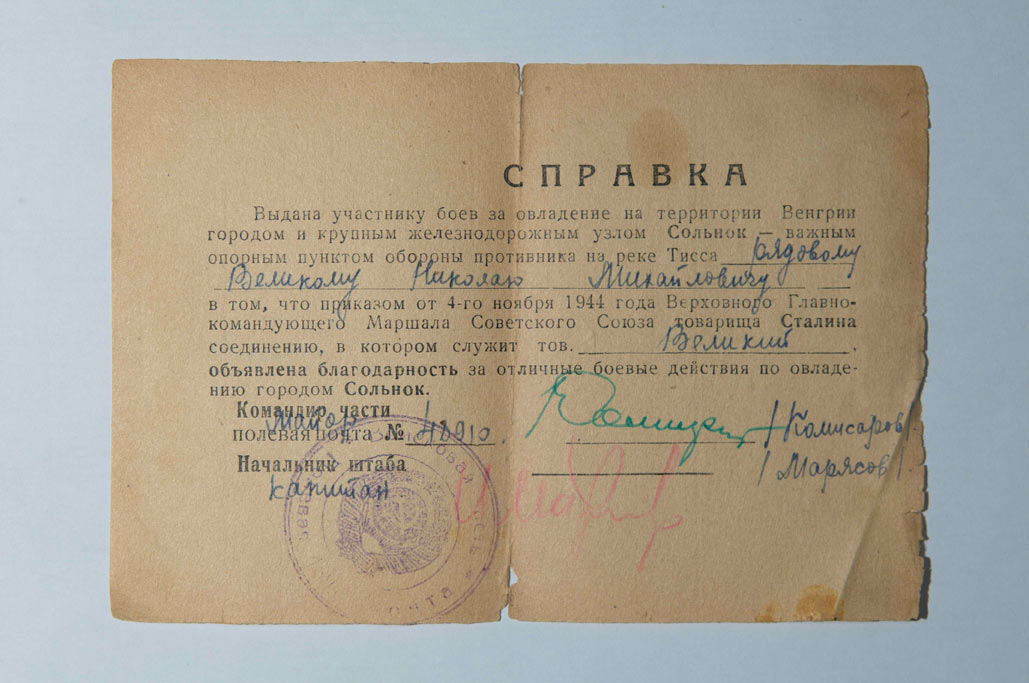 СПРАВКА
Выдана участнику боев за овладение на территории Венгрии
городом и крупным железнодорожным узлом Сольнок — важным
опорным пунктом обороны противника на реке Тисса рядовому
Великому Николаю Михайловичу
в том, что приказом от 4-го ноября 1944 года Верховного Главно-
командующего Маршала Советского Союза товарища Сталина
соединению, в котором служит тов. Великий.
объявлена благодарность за отличные боевые действия по овладе-
нию городом Сольнок.
Командир части
Майор
полевая почта № 48910. /Комисаров/
Начальник штаба
капитан /Марясов/